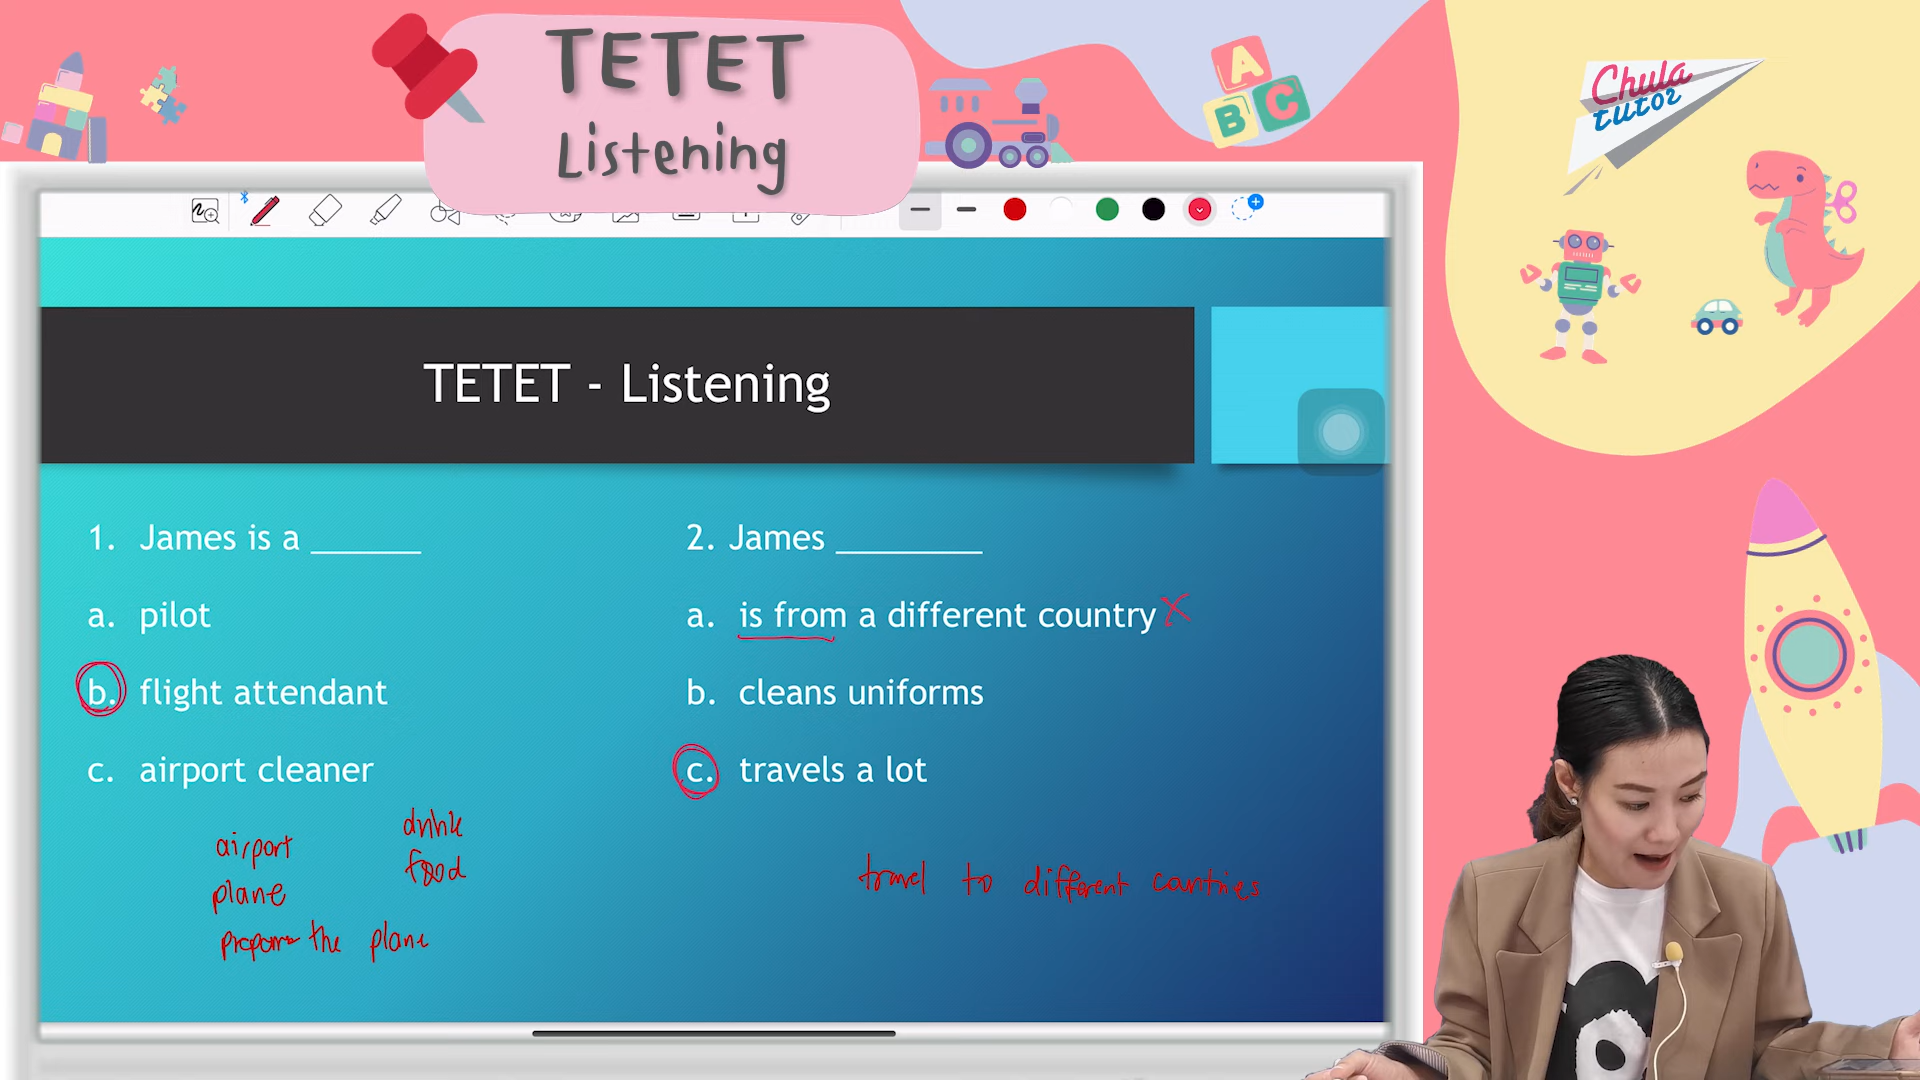 TETET
Listening
A
B C
Chula
tutor
TETET - Listening
1. James is a ______
a. pilot
b. flight attendant
c. airport cleaner
2. James ________
a. is from a different country X
b. cleans uniforms
c. travels a lot
airport
plane
prepare the plane
drink
food
travel to different countries